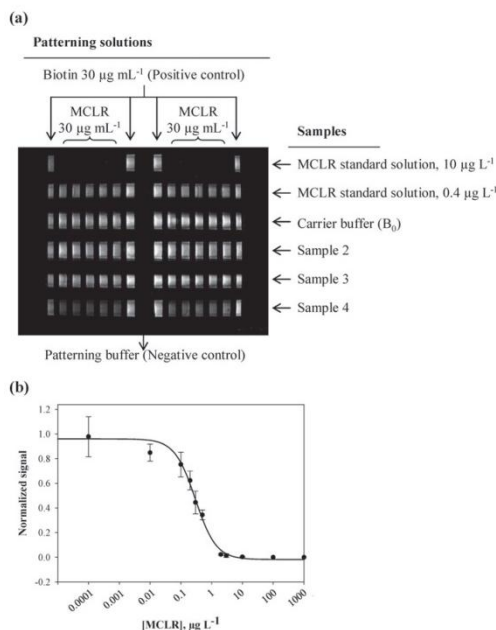 (a)
Patterning solutions
Biotin 30 µg mL⁻¹ (Positive control)
MCLR
30 µg mL⁻¹
MCLR
30 µg mL⁻¹
Samples
MCLR standard solution, 10 µg L⁻¹
MCLR standard solution, 0.4 µg L⁻¹
Carrier buffer (B₀)
Sample 2
Sample 3
Sample 4
Patterning buffer (Negative control)
(b)
Normalized signal
1.2
1.0
0.8
0.6
0.4
0.2
0.0
-0.2
0.0001 0.001 0.01 0.1 1 10 100 1000
[MCLR], µg L⁻¹